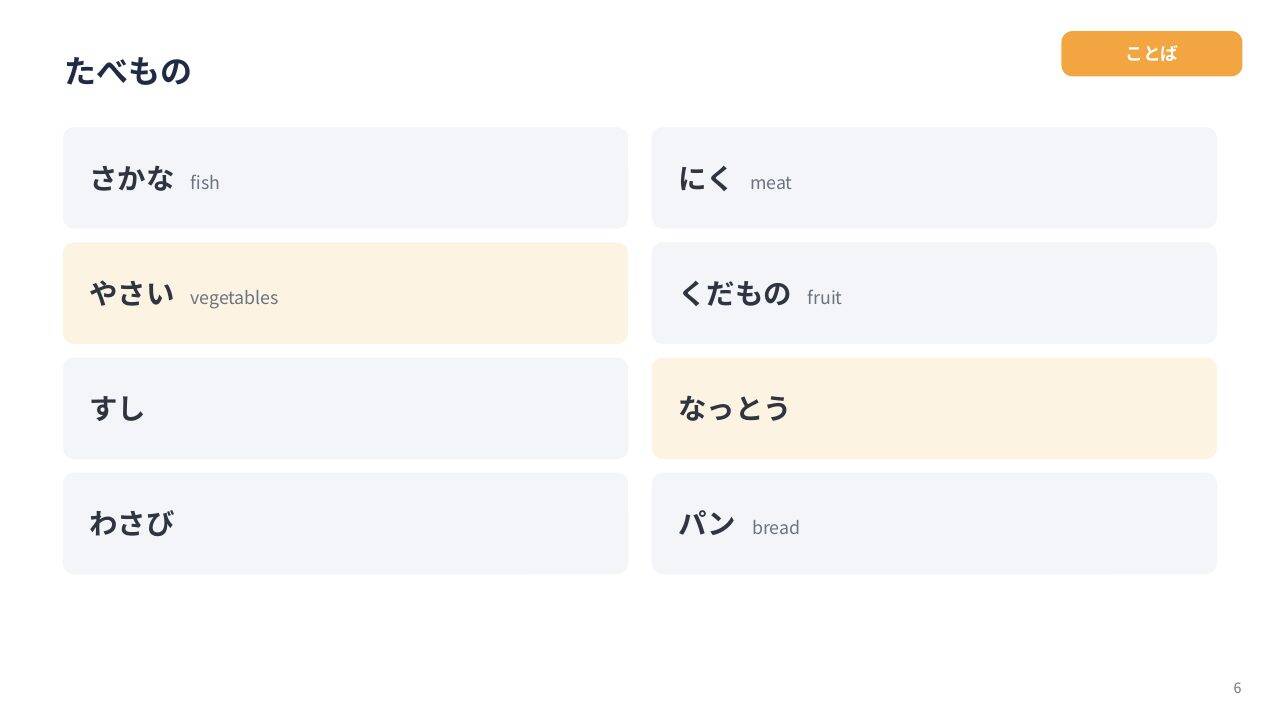 たべもの
ことば
さかな fish
にく meat
やさい vegetables
くだもの fruit
すし
なっとう
わさび
パン bread
6